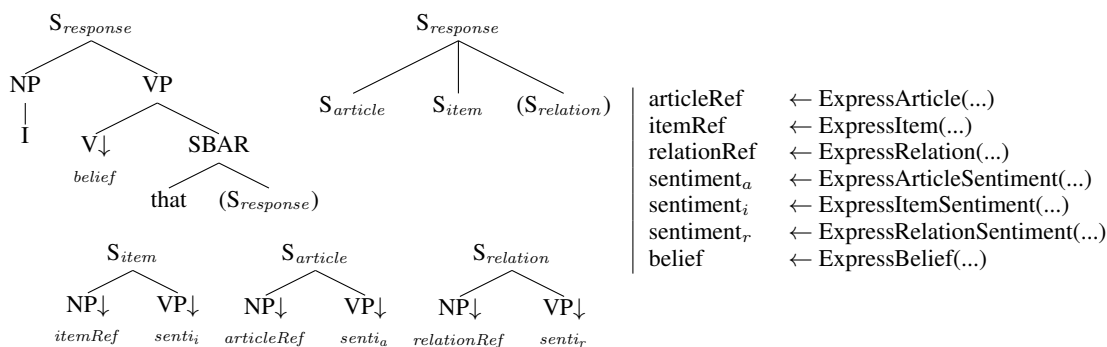 S_response S_response
NP VP
I V↓ SBAR
belief
that (S_response)
S_article S_item (S_relation)
S_item S_article S_relation
NP↓ VP↓ NP↓ VP↓ NP↓ VP↓
itemRef senti_i articleRef senti_a relationRef senti_r
articleRef ← ExpressArticle(...)
itemRef ← ExpressItem(...)
relationRef ← ExpressRelation(...)
sentiment_a ← ExpressArticleSentiment(...)
sentiment_i ← ExpressItemSentiment(...)
sentiment_r ← ExpressRelationSentiment(...)
belief ← ExpressBelief(...)